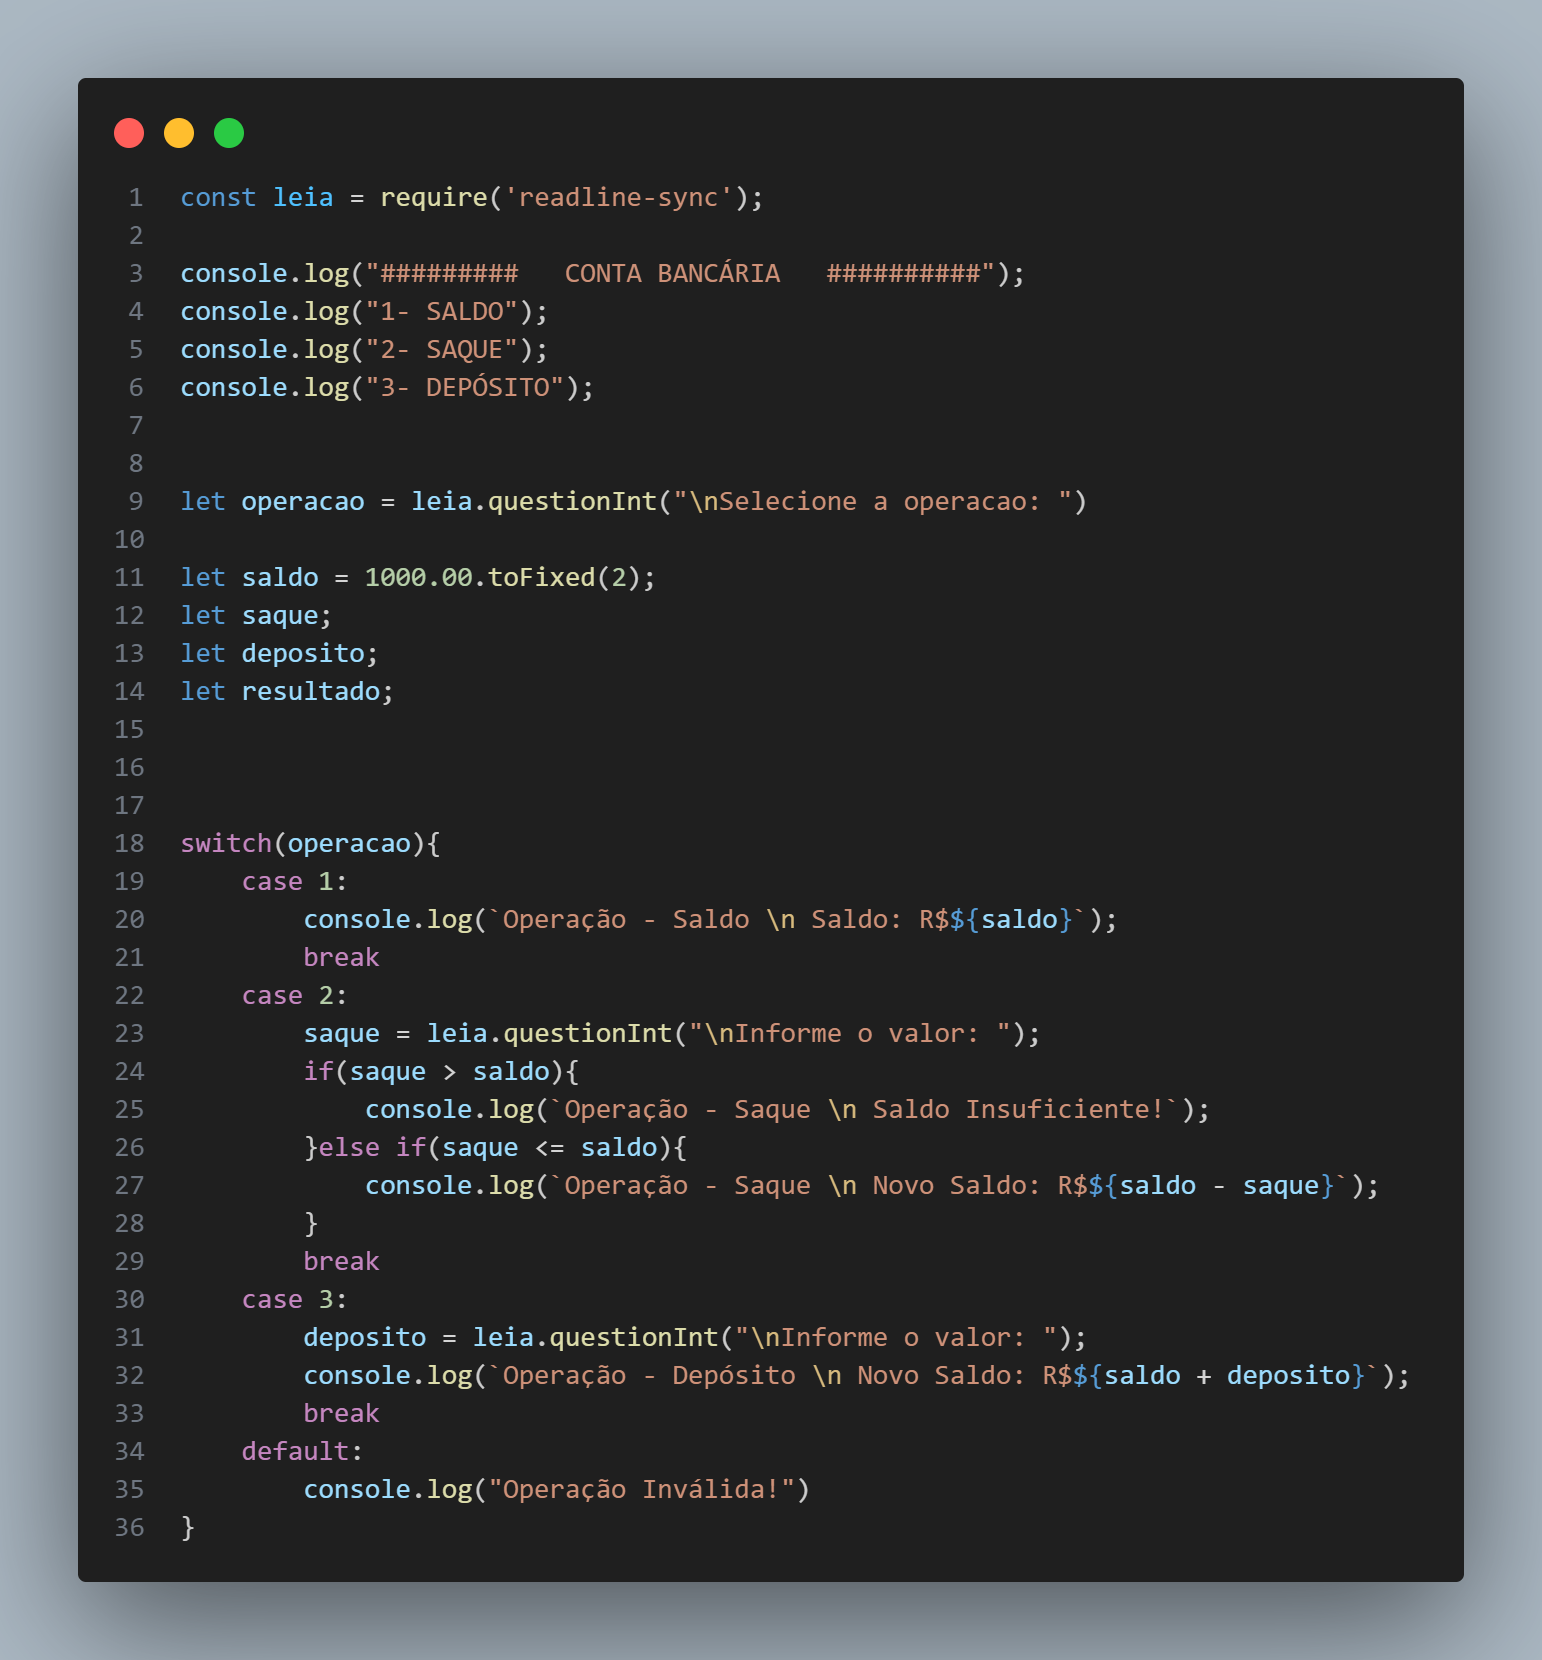 1 const leia = require('readline-sync');
2
3 console.log("#########   CONTA BANCÁRIA   ##########");
4 console.log("1- SALDO");
5 console.log("2- SAQUE");
6 console.log("3- DEPÓSITO");
7
8
9 let operacao = leia.questionInt("\nSelecione a operacao: ")
10
11 let saldo = 1000.00.toFixed(2);
12 let saque;
13 let deposito;
14 let resultado;
15
16
17
18 switch(operacao){
19     case 1:
20         console.log(`Operação - Saldo \n Saldo: R$${saldo}`);
21         break
22     case 2:
23         saque = leia.questionInt("\nInforme o valor: ");
24         if(saque > saldo){
25             console.log(`Operação - Saque \n Saldo Insuficiente!`);
26         }else if(saque <= saldo){
27             console.log(`Operação - Saque \n Novo Saldo: R$${saldo - saque}`);
28         }
29         break
30     case 3:
31         deposito = leia.questionInt("\nInforme o valor: ");
32         console.log(`Operação - Depósito \n Novo Saldo: R$${saldo + deposito}`);
33         break
34     default:
35         console.log("Operação Inválida!")
36 }